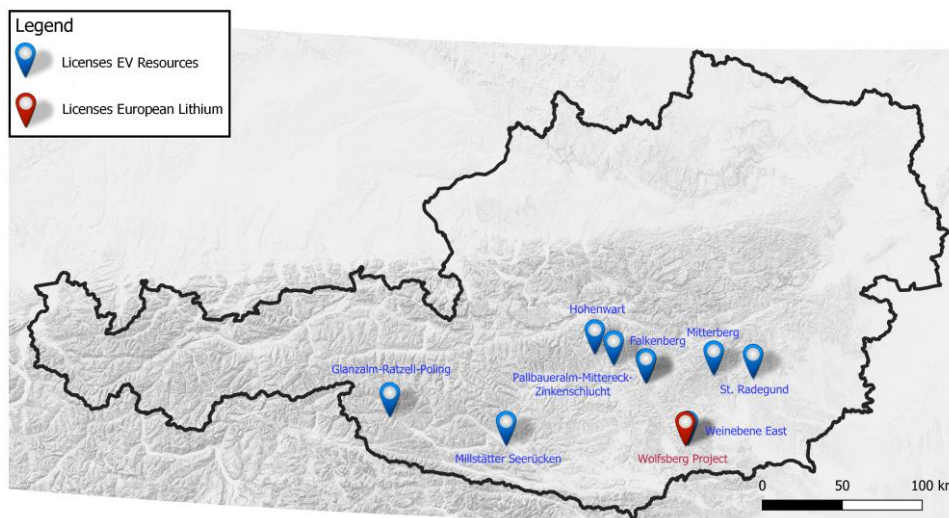 Legend
Licenses EV Resources
Licenses European Lithium
Hohenwart
Falkenberg
Mitterberg
Glanzalm-Ratzell-Poling
Pallbaueralm-Mittereck-
Zinkenschlucht
St. Radegund
Weinebene East
Millstätter Seerücken
Wolfsberg Project
0 50 100 km